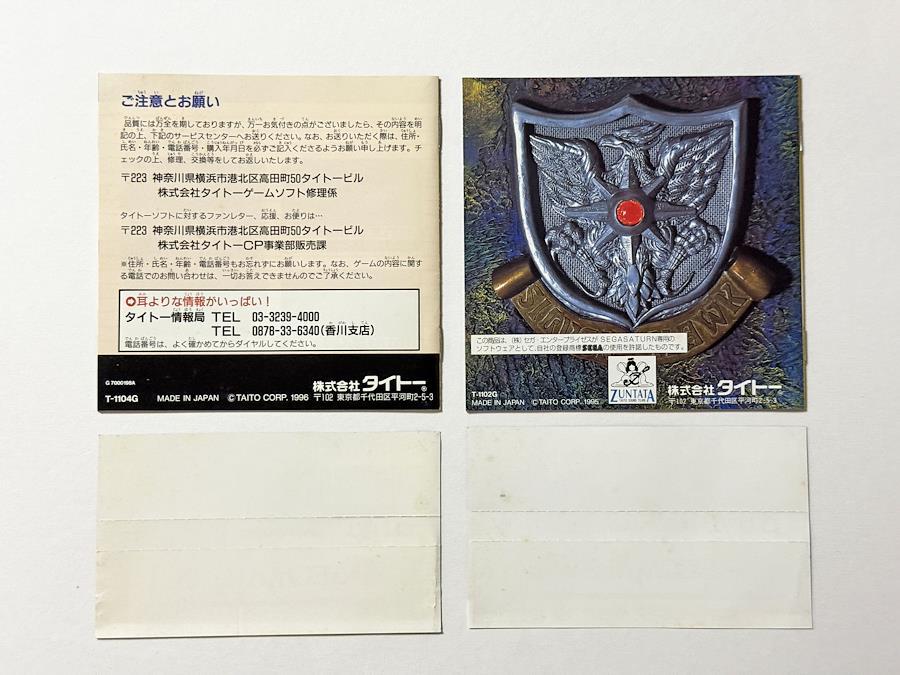 ご注意とお願い
品質には万全を期しておりますが、万一お気付きの点がございましたら、その内容を明
記の上、下記のサービスセンターへお送りください。なお、お送りいただく際は、住所・
氏名・年齢・電話番号・購入年月日を必ずご記入くださるようお願い申し上げます。チ
ェックの上、修理、交換等をしてお返しいたします。
〒223 神奈川県横浜市港北区高田町50タイトービル
株式会社タイトーゲームソフト修理係
タイトーソフトに対するファンレター、応援、お便りは…
〒223 神奈川県横浜市港北区高田町50タイトービル
株式会社タイトーCP事業部販売課
※住所・氏名・年齢・電話番号もお忘れずにお願いします。なお、ゲームの内容に関す
る電話でのお問い合わせは、一切お答えできませんのでご了承ください。
耳よりな情報がいっぱい!
タイトー情報局 TEL 03-3239-4000
TEL 0878-33-6340(香川支店)
電話番号は、よく確かめてからダイヤルしてください。
G 7000198A
株式会社タイトー®
T-1104G MADE IN JAPAN ©TAITO CORP. 1996 〒102 東京都千代田区平河町2-5-3
この商品は、(株)セガ・エンタープライゼスがSEGASATURN専用の
ソフトウェアとして、自社の登録商標SEGAの使用を許諾したものです。
ZUNTATA
TAITO SOUND TEAM
株式会社タイトー
T-1102G
MADE IN JAPAN ©TAITO CORP. 1995 〒102 東京都千代田区平河町2-5-3